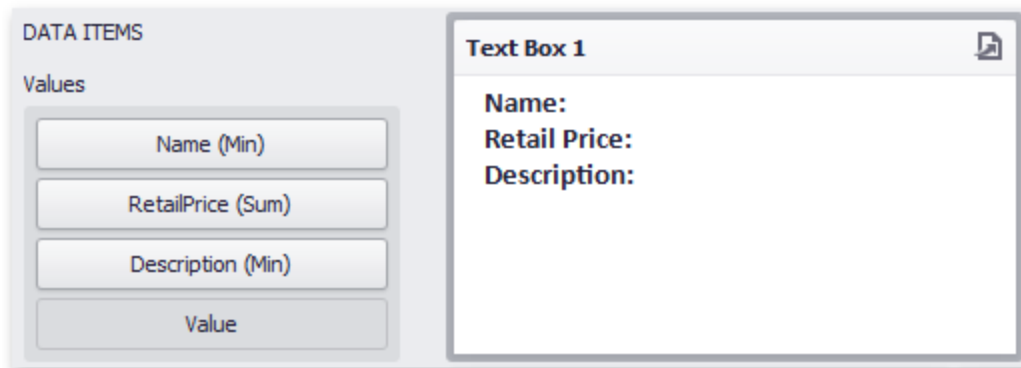 DATA ITEMS
Values
Name (Min)
RetailPrice (Sum)
Description (Min)
Value
Text Box 1
Name:
Retail Price:
Description: